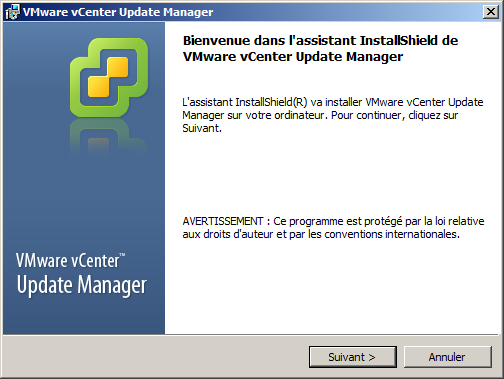 VMware vCenter Update Manager
Bienvenue dans l'assistant InstallShield de
VMware vCenter Update Manager
L'assistant InstallShield(R) va installer VMware vCenter Update
Manager sur votre ordinateur. Pour continuer, cliquez sur
Suivant.
AVERTISSEMENT : Ce programme est protégé par la loi relative
aux droits d'auteur et par les conventions internationales.
VMware vCenter™
Update Manager
Suivant >
Annuler